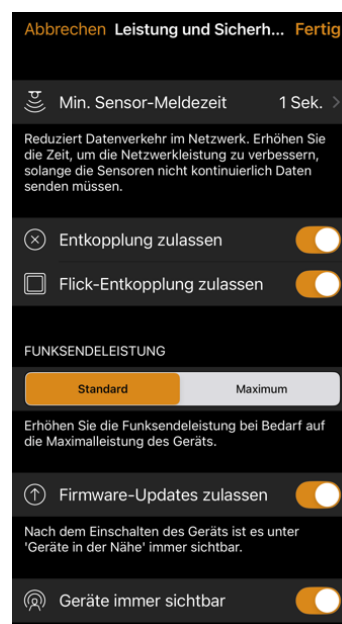 Abbrechen Leistung und Sicherh... Fertig
Min. Sensor-Meldezeit 1 Sek. >
Reduziert Datenverkehr im Netzwerk. Erhöhen Sie
die Zeit, um die Netzwerkleistung zu verbessern,
solange die Sensoren nicht kontinuierlich Daten
senden müssen.
Entkopplung zulassen
Flick-Entkopplung zulassen
FUNKSENDELEISTUNG
Standard Maximum
Erhöhen Sie die Funksendeleistung bei Bedarf auf
die Maximalleistung des Geräts.
Firmware-Updates zulassen
Nach dem Einschalten des Geräts ist es unter
'Geräte in der Nähe' immer sichtbar.
Geräte immer sichtbar